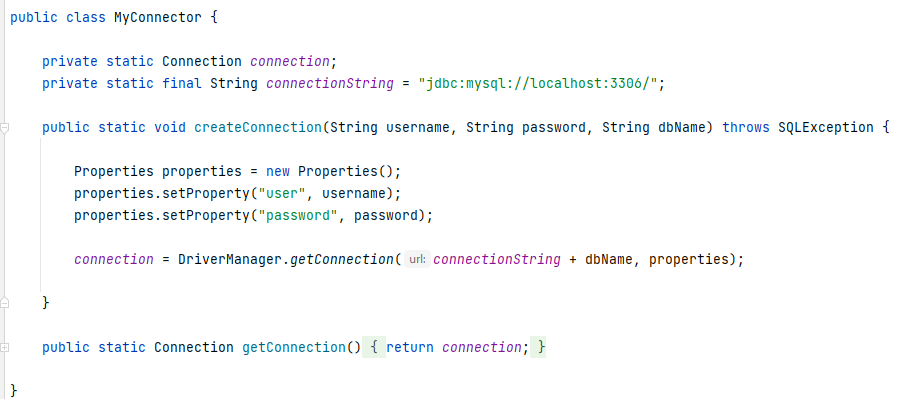 public class MyConnector {
private static Connection connection;
private static final String connectionString = "jdbc:mysql://localhost:3306/";
public static void createConnection(String username, String password, String dbName) throws SQLException {
Properties properties = new Properties();
properties.setProperty("user", username);
properties.setProperty("password", password);
connection = DriverManager.getConnection( url: connectionString + dbName, properties);
}
public static Connection getConnection() { return connection; }
}